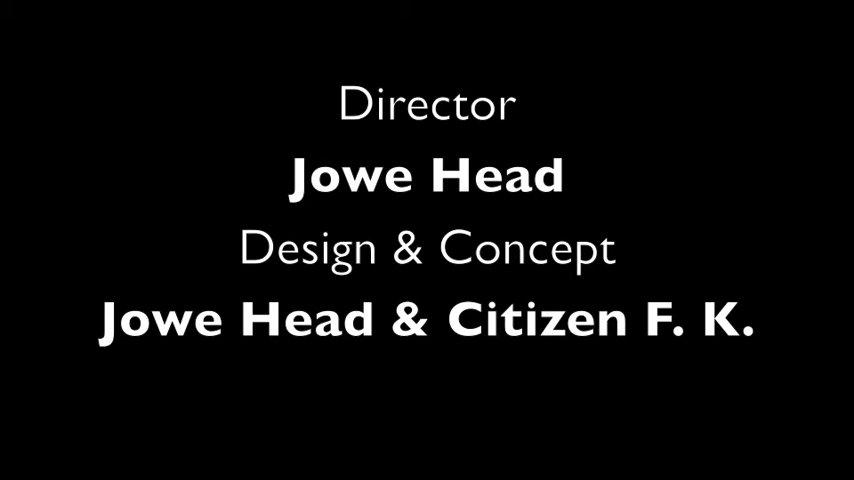 Director
Jowe Head
Design & Concept
Jowe Head & Citizen F. K.